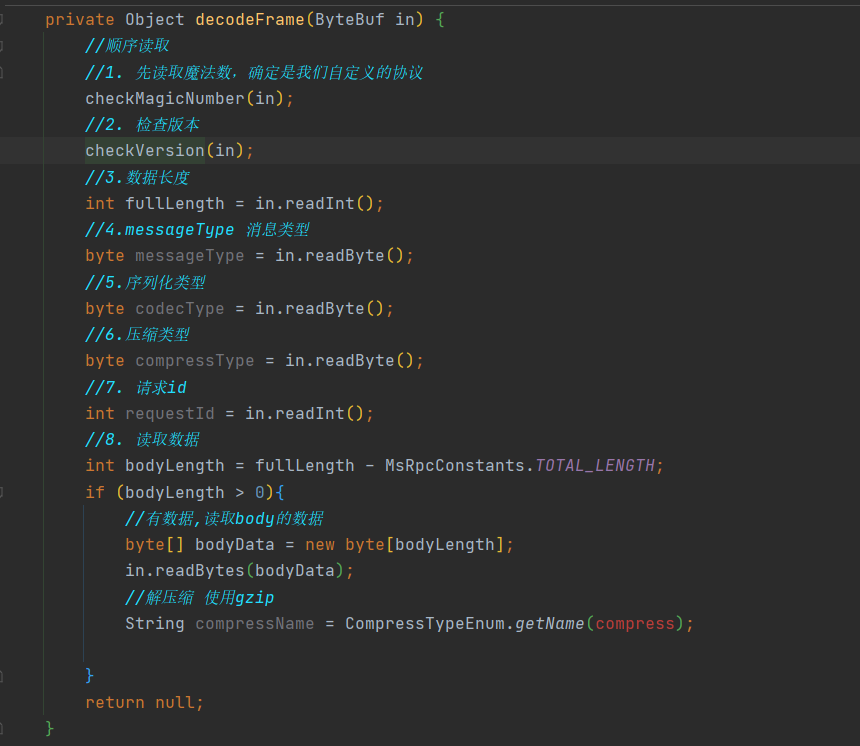 private Object decodeFrame(ByteBuf in) {
//顺序读取
//1. 先读取魔法数，确定是我们自定义的协议
checkMagicNumber(in);
//2. 检查版本
checkVersion(in);
//3.数据长度
int fullLength = in.readInt();
//4.messageType 消息类型
byte messageType = in.readByte();
//5.序列化类型
byte codecType = in.readByte();
//6.压缩类型
byte compressType = in.readByte();
//7. 请求id
int requestId = in.readInt();
//8. 读取数据
int bodyLength = fullLength - MsRpcConstants.TOTAL_LENGTH;
if (bodyLength > 0){
//有数据,读取body的数据
byte[] bodyData = new byte[bodyLength];
in.readBytes(bodyData);
//解压缩 使用gzip
String compressName = CompressTypeEnum.getName(compress);
}
return null;
}